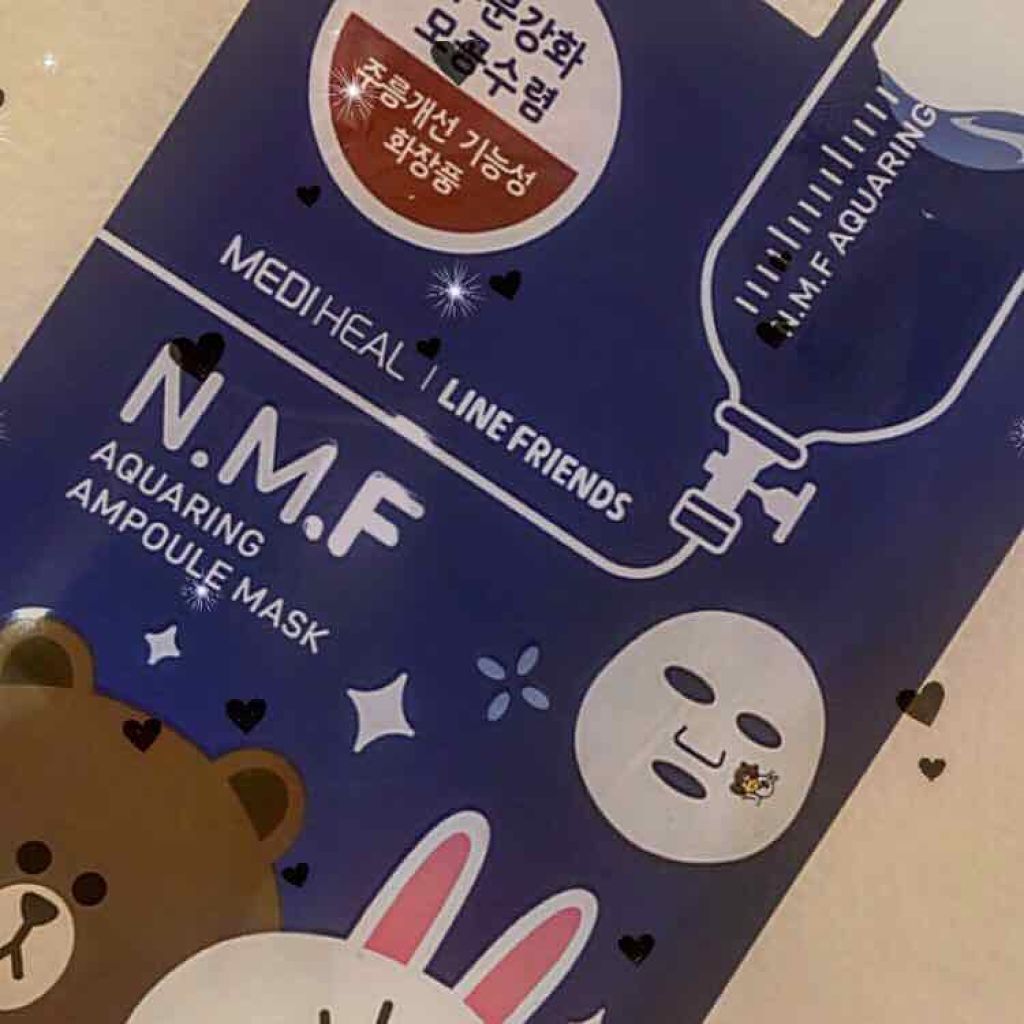 모공수렴
주름개선 기능성
화장품
N.M.F AQUARING
MEDIHEAL | LINE FRIENDS
N.M.F
AQUARING
AMPOULE MASK